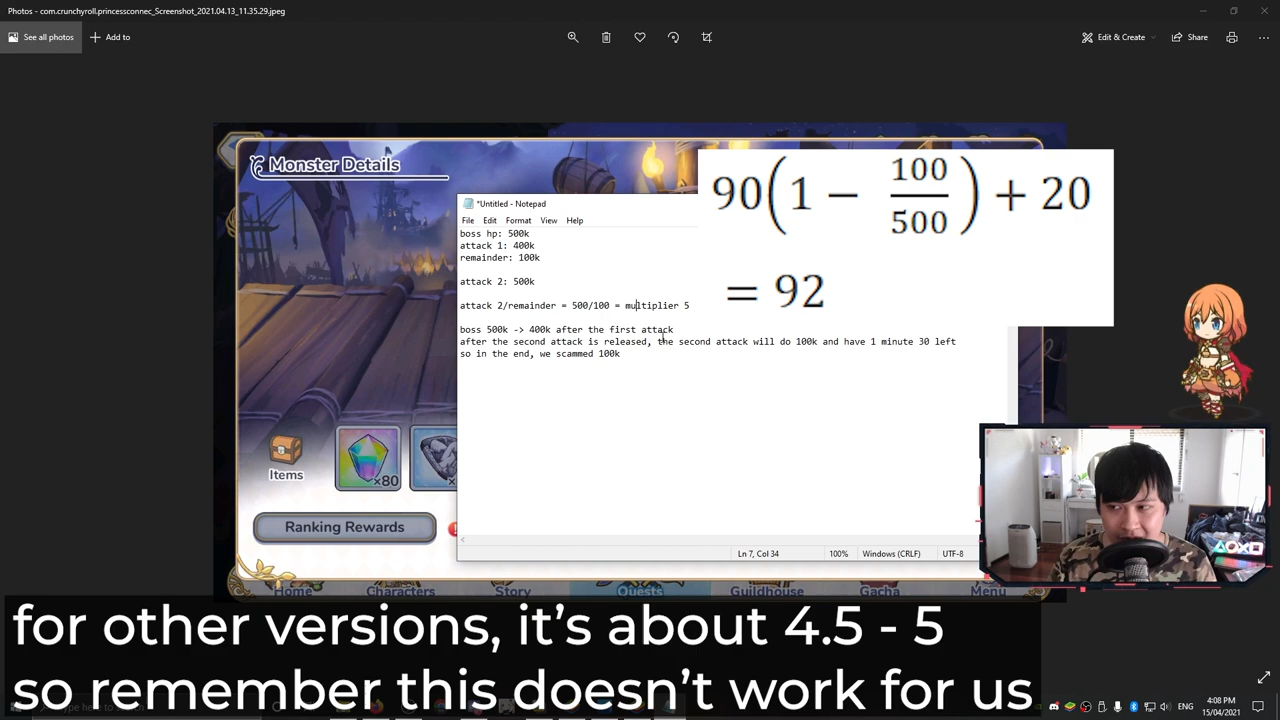 Photos - com.crunchyroll.princessconnec_Screenshot_2021.04.13_11.35.29.jpeg
See all photos
Add to
Edit & Create
Share
Monster Details
*Untitled - Notepad
File Edit Format View Help
boss hp: 500k
attack 1: 400k
remainder: 100k
attack 2: 500k
attack 2/remainder = 500/100 = multiplier 5
boss 500k -> 400k after the first attack
after the second attack is released, the second attack will do 100k and have 1 minute 30 left
so in the end, we scammed 100k
90(1 - 100/500) + 20
= 92
Items
×80
Ranking Rewards
Ln 7, Col 34
100%
Windows (CRLF)
UTF-8
Home
Characters
Story
Quests
Guildhouse
Gacha
Menu
for other versions, it's about 4.5 - 5
so remember this doesn't work for us
ENG
4:08 PM
15/04/2021